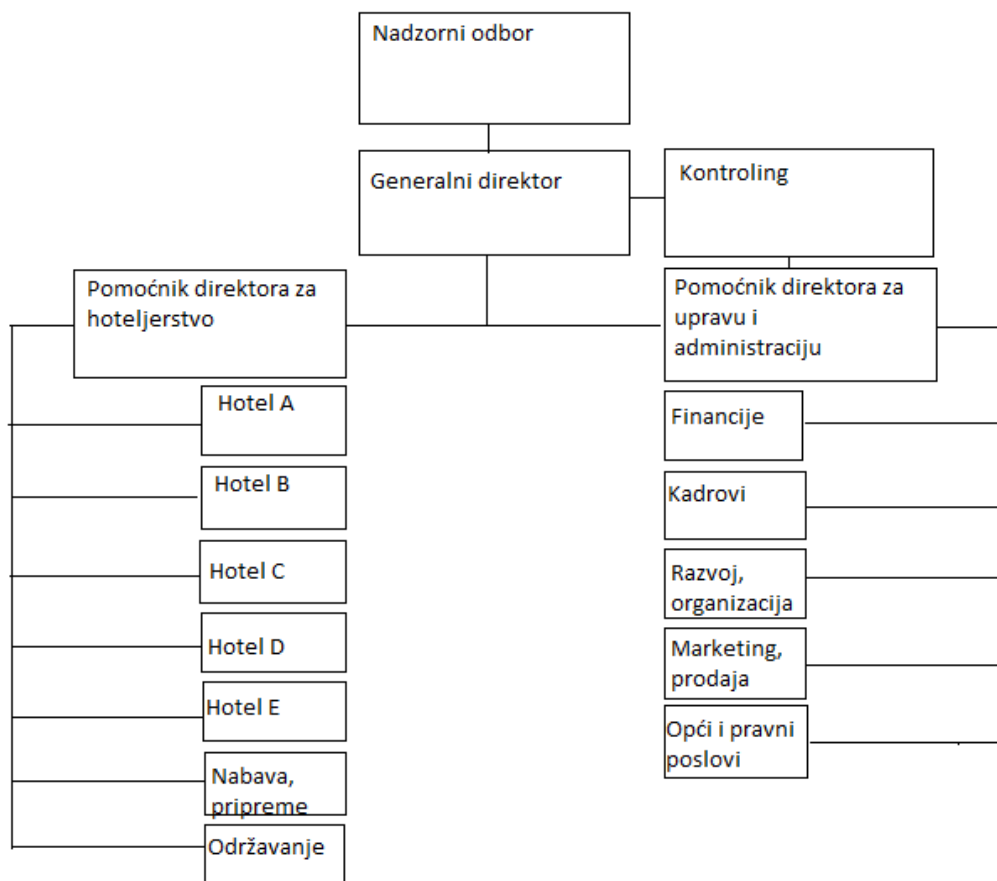 Nadzorni odbor
Generalni direktor
Kontroling
Pomoćnik direktora za
hoteljerstvo
Pomoćnik direktora za
upravu i
administraciju
Hotel A
Hotel B
Hotel C
Hotel D
Hotel E
Nabava,
pripreme
Održavanje
Financije
Kadrovi
Razvoj,
organizacija
Marketing,
prodaja
Opći i pravni
poslovi